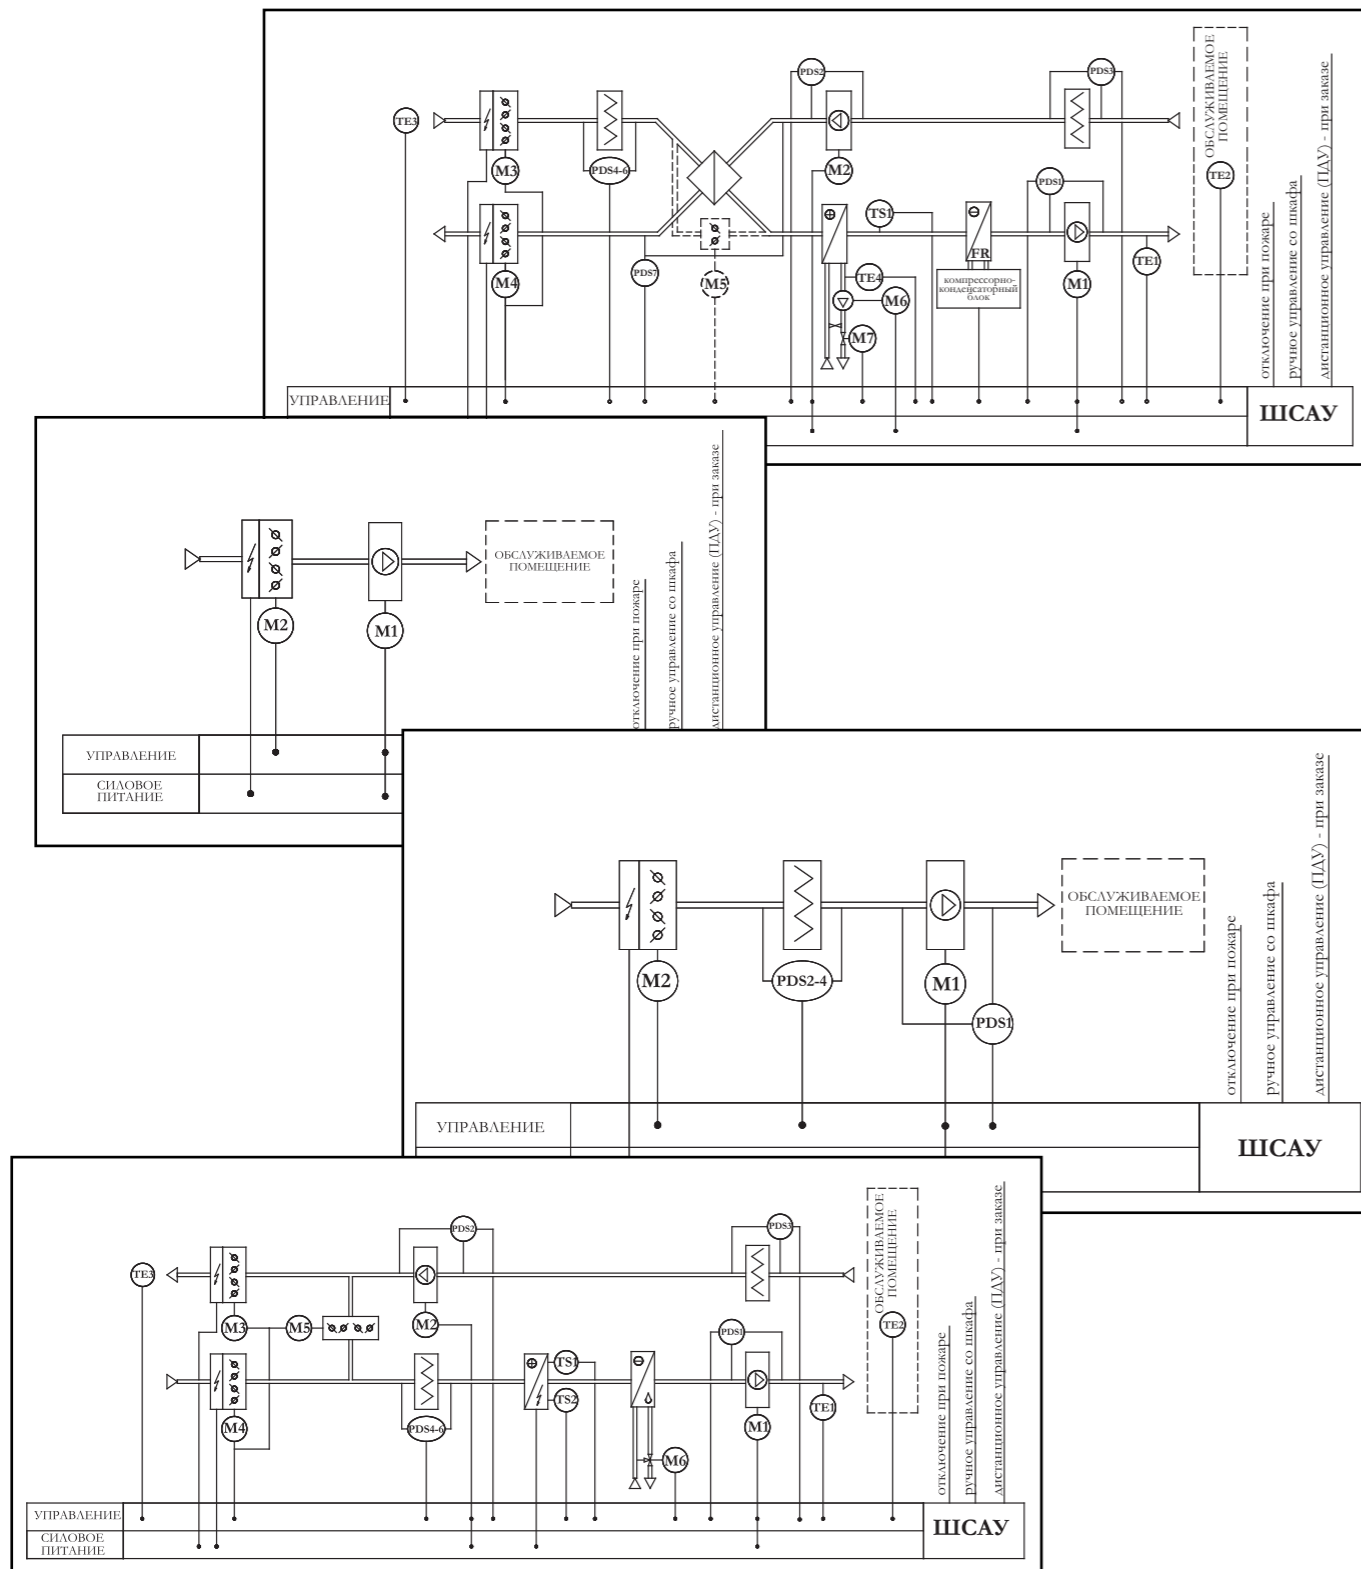 PDS2
PDS3
ОБСЛУЖИВАЕМОЕ
ПОМЕЩЕНИЕ
TE3
M3
PDS4-6
M2
TE2
PDS1
TS1
FR
TE1
M4
PDS7
M5
TE4
M6
компрессорно-
конденсаторный
блок
M1
M7
отключение при пожаре
ручное управление со шкафа
дистанционное управление (ПДУ) - при заказе
УПРАВЛЕНИЕ
ШСАУ
ОБСЛУЖИВАЕМОЕ
ПОМЕЩЕНИЕ
M2
M1
отключение при пожаре
ручное управление со шкафа
дистанционное управление (ПДУ) - при заказе
УПРАВЛЕНИЕ
СИЛОВОЕ
ПИТАНИЕ
ОБСЛУЖИВАЕМОЕ
ПОМЕЩЕНИЕ
M2
PDS2-4
M1
PDS1
отключение при пожаре
ручное управление со шкафа
дистанционное управление (ПДУ) - при заказе
УПРАВЛЕНИЕ
ШСАУ
PDS2
PDS3
ОБСЛУЖИВАЕМОЕ
ПОМЕЩЕНИЕ
TE3
M3
M5
M2
PDS1
TE2
TS1
TS2
M4
PDS4-6
M1
TE1
M6
отключение при пожаре
ручное управление со шкафа
дистанционное управление (ПДУ) - при заказе
УПРАВЛЕНИЕ
СИЛОВОЕ
ПИТАНИЕ
ШСАУ